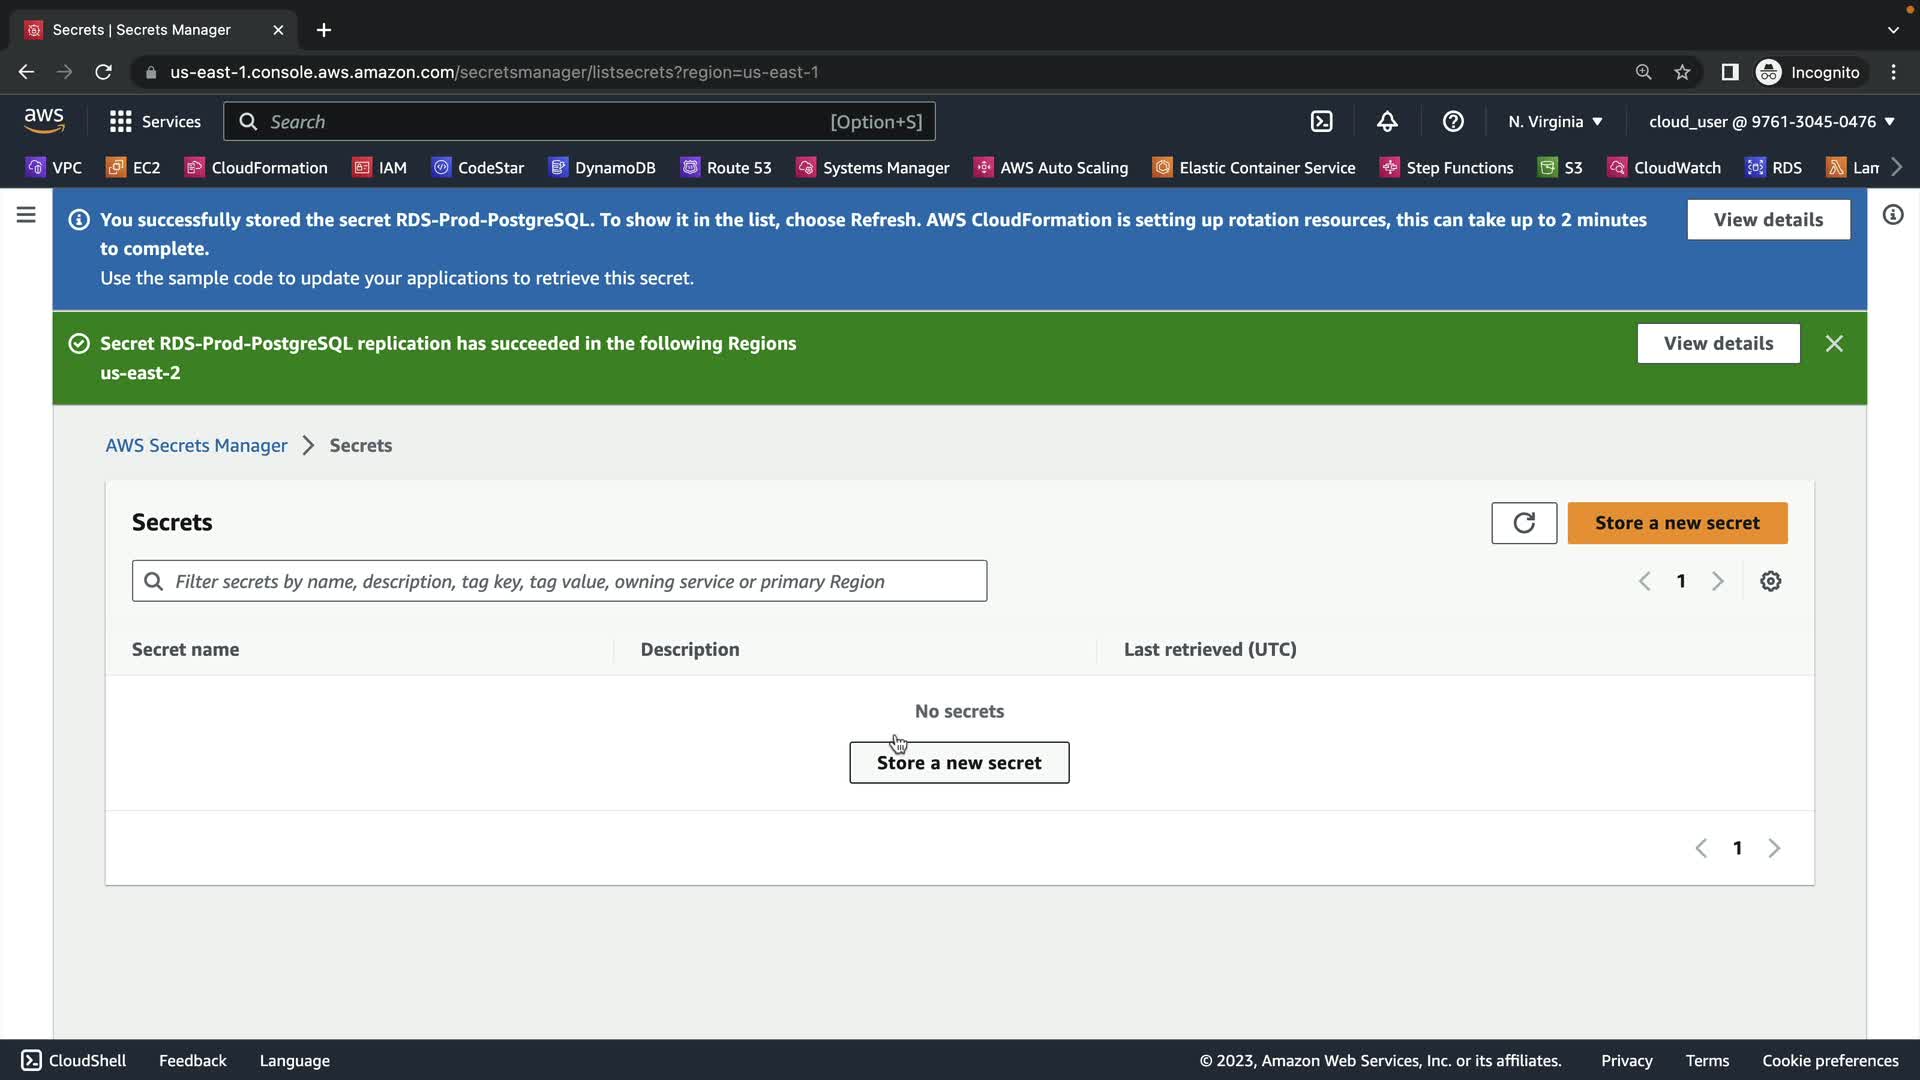 Secrets | Secrets Manager
us-east-1.console.aws.amazon.com/secretsmanager/listsecrets?region=us-east-1
Incognito
aws
Services
Search
[Option+S]
N. Virginia
cloud_user @ 9761-3045-0476
VPC
EC2
CloudFormation
IAM
CodeStar
DynamoDB
Route 53
Systems Manager
AWS Auto Scaling
Elastic Container Service
Step Functions
S3
CloudWatch
RDS
Lam
You successfully stored the secret RDS-Prod-PostgreSQL. To show it in the list, choose Refresh. AWS CloudFormation is setting up rotation resources, this can take up to 2 minutes
to complete.
Use the sample code to update your applications to retrieve this secret.
View details
Secret RDS-Prod-PostgreSQL replication has succeeded in the following Regions
us-east-2
View details
AWS Secrets Manager
Secrets
Secrets
Store a new secret
Filter secrets by name, description, tag key, tag value, owning service or primary Region
1
Secret name
Description
Last retrieved (UTC)
No secrets
Store a new secret
1
CloudShell
Feedback
Language
© 2023, Amazon Web Services, Inc. or its affiliates.
Privacy
Terms
Cookie preferences